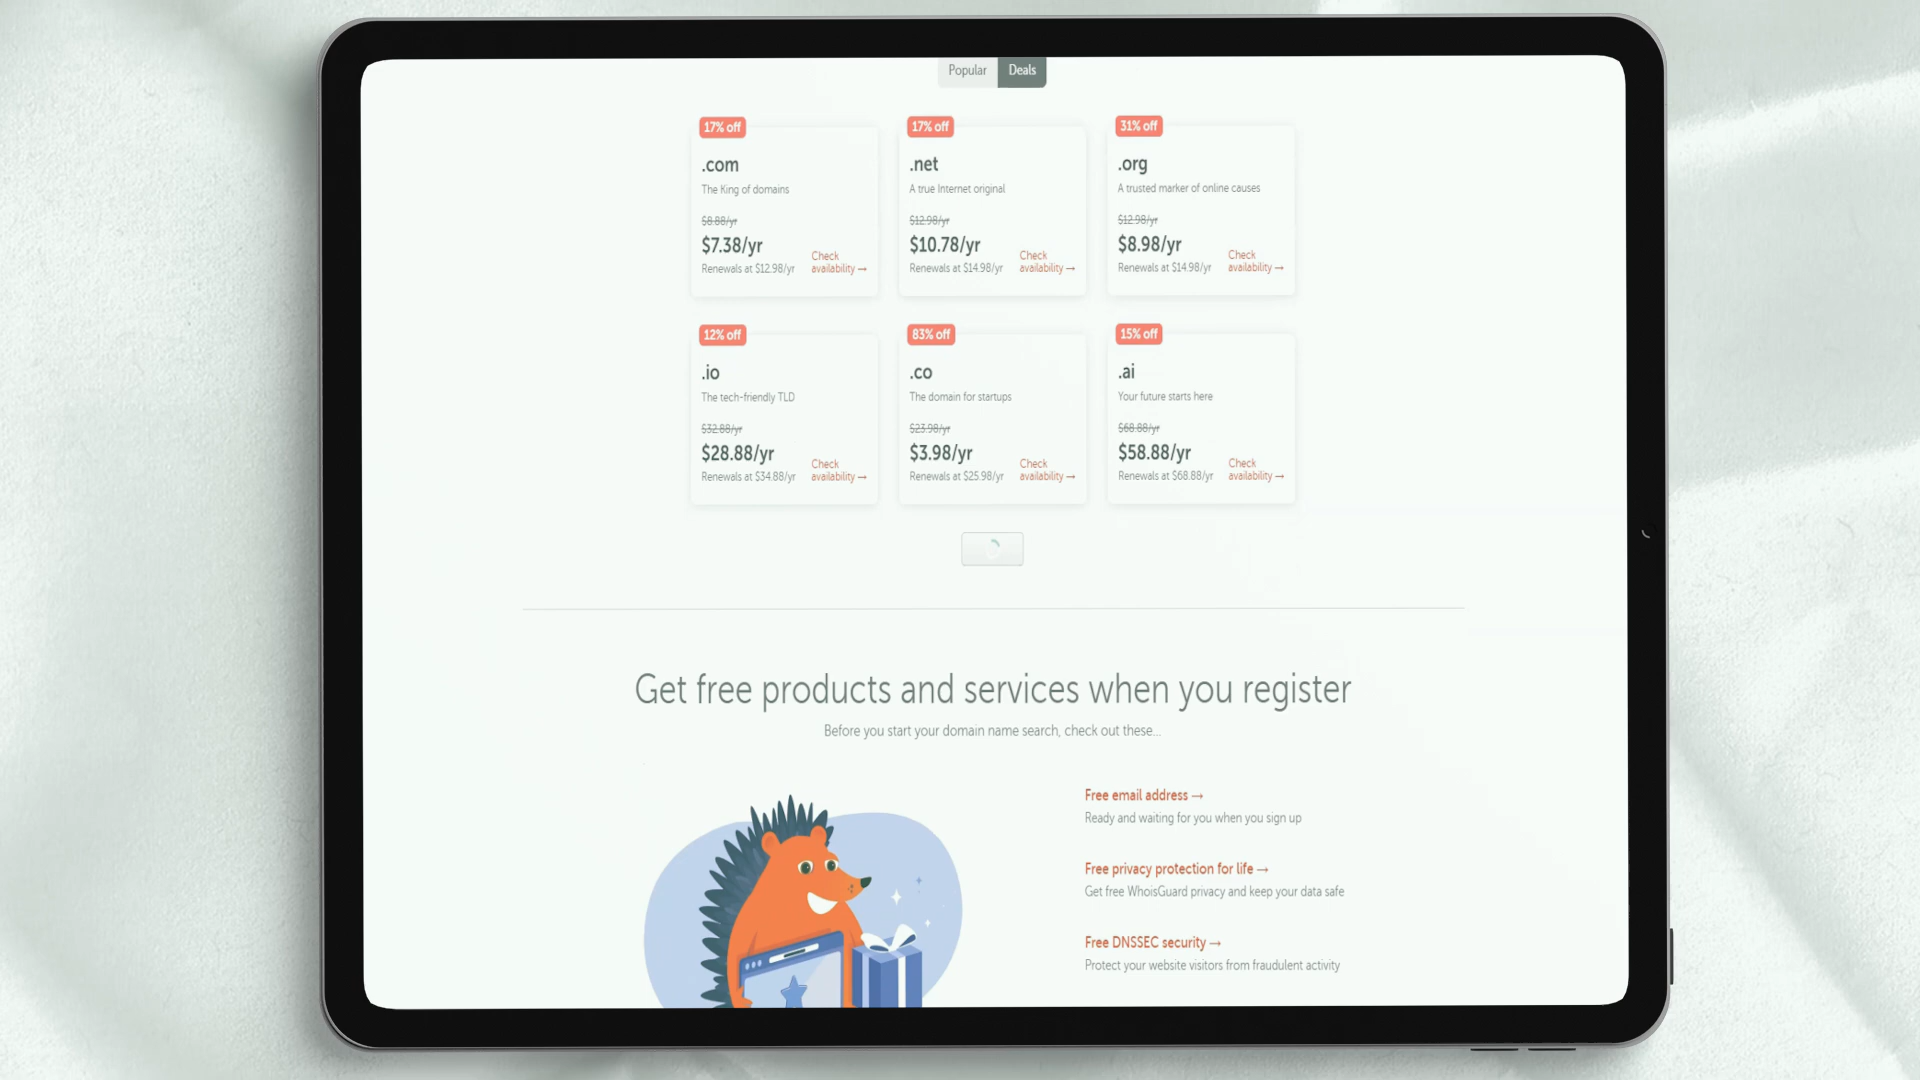 Popular Deals
17% off
.com
The King of domains
$8.88/yr
$7.38/yr
Renewals at $12.98/yr
Check
availability →
17% off
.net
A true Internet original
$12.98/yr
$10.78/yr
Renewals at $14.98/yr
Check
availability →
31% off
.org
A trusted marker of online causes
$12.98/yr
$8.98/yr
Renewals at $14.98/yr
Check
availability →
12% off
.io
The tech-friendly TLD
$32.88/yr
$28.88/yr
Renewals at $34.88/yr
Check
availability →
83% off
.co
The domain for startups
$23.98/yr
$3.98/yr
Renewals at $25.98/yr
Check
availability →
15% off
.ai
Your future starts here
$68.88/yr
$58.88/yr
Renewals at $68.88/yr
Check
availability →
Get free products and services when you register
Before you start your domain name search, check out these...
Free email address →
Ready and waiting for you when you sign up
Free privacy protection for life →
Get free WhoisGuard privacy and keep your data safe
Free DNSSEC security →
Protect your website visitors from fraudulent activity